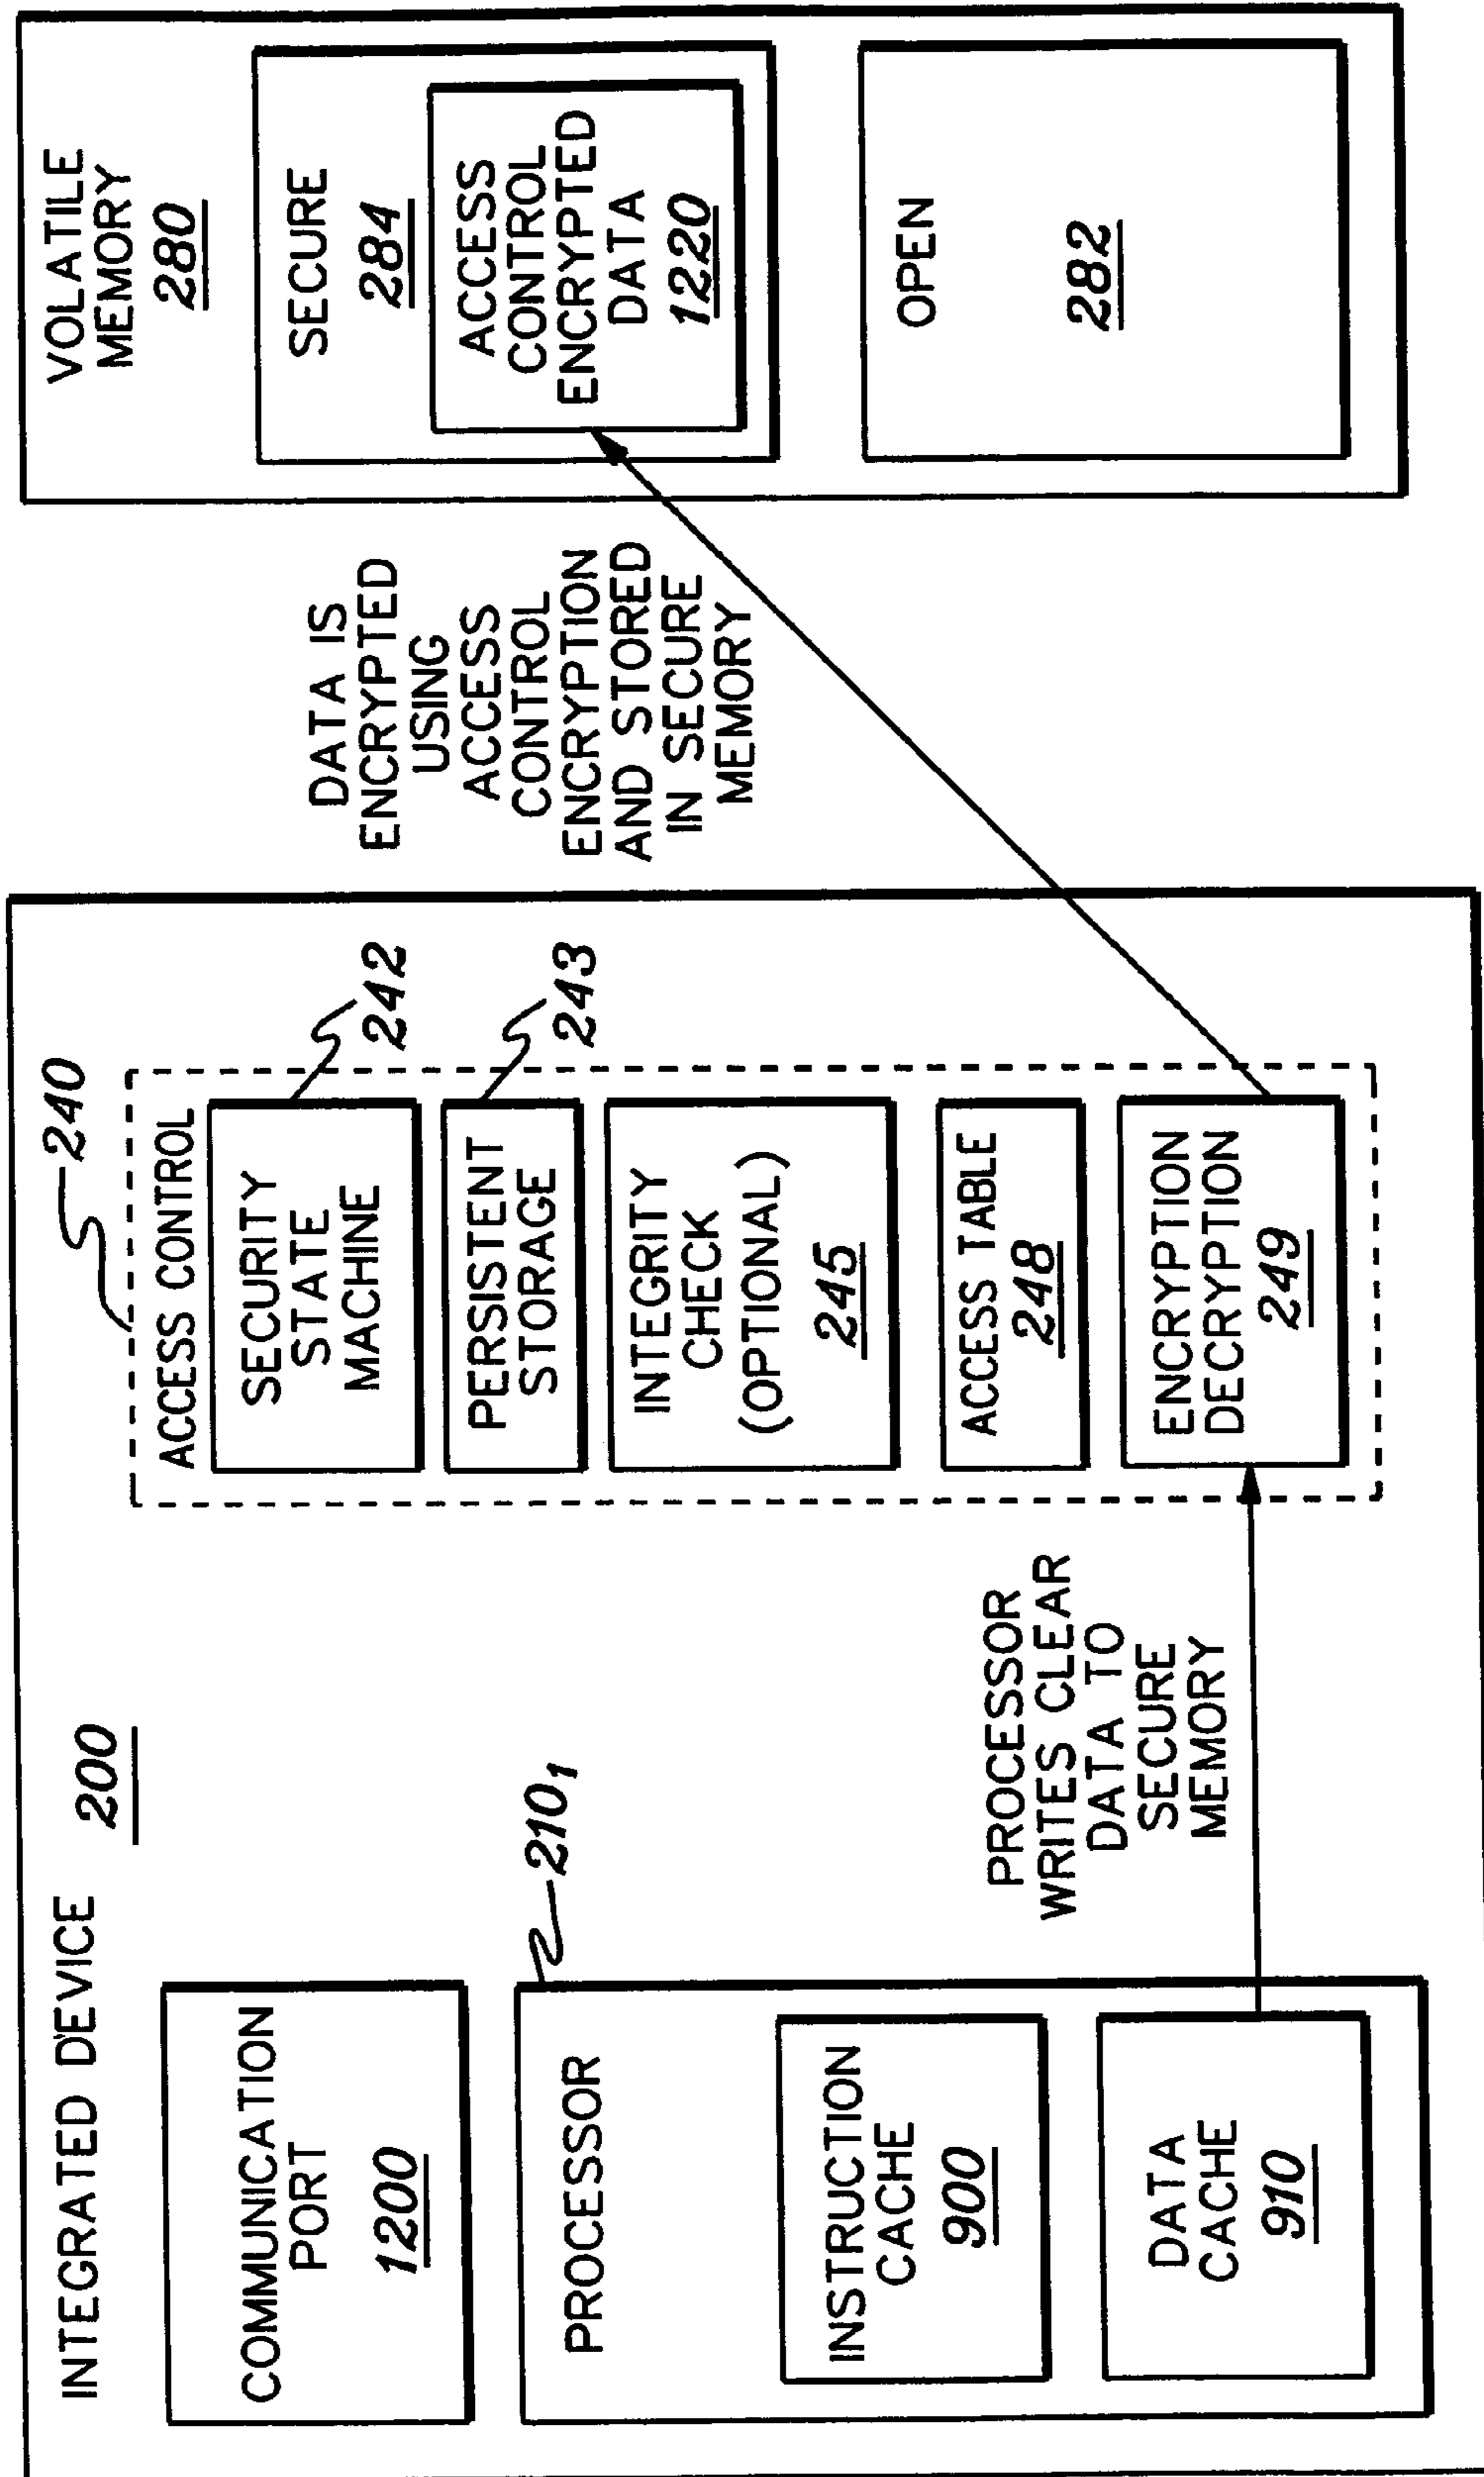 INTEGRATED DEVICE 200
COMMUNICATION
PORT
1200
PROCESSOR
210₁
INSTRUCTION
CACHE
900
DATA
CACHE
910
PROCESSOR
WRITES CLEAR
DATA TO
SECURE
MEMORY
240
ACCESS CONTROL
SECURITY
STATE
MACHINE
242
PERSISTENT
STORAGE
243
INTEGRITY
CHECK
(OPTIONAL)
245
ACCESS TABLE
248
ENCRYPTION
DECRYPTION
249
DATA IS
ENCRYPTED
USING
ACCESS
CONTROL
ENCRYPTION
AND STORED
IN SECURE
MEMORY
VOLATILE
MEMORY
280
SECURE
284
ACCESS
CONTROL
ENCRYPTED
DATA
1220
OPEN
282